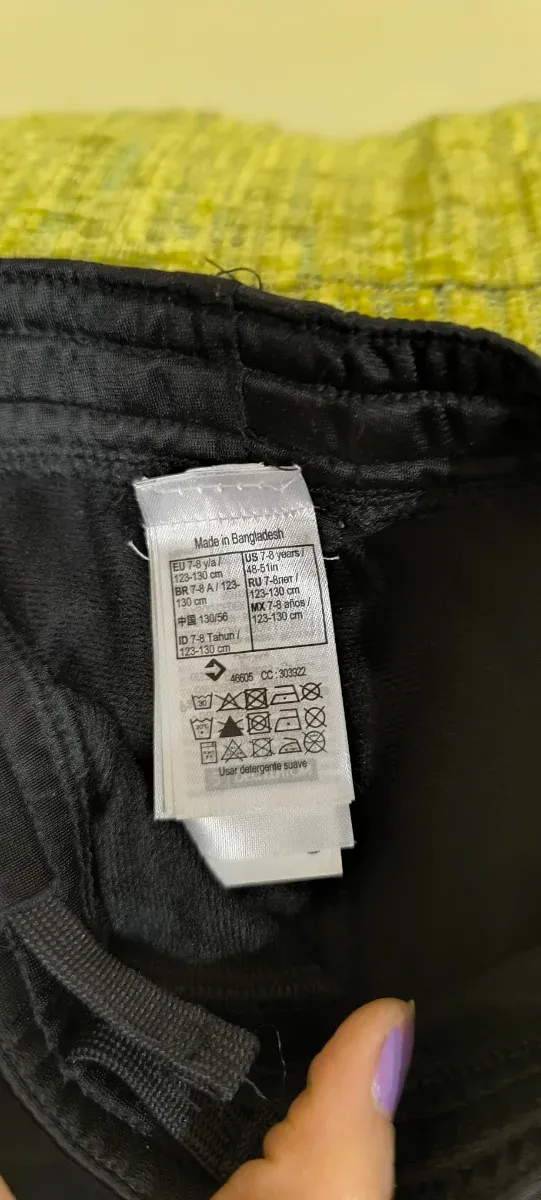 Made in Bangladesh
EU 7-8 y/a /
123-130 cm
BR 7-8 A / 123-
130 cm
中国 130/56
ID 7-8 Tahun /
123-130 cm
US 7-8 years /
48-51in
RU 7-8лет /
123-130 cm
MX 7-8 años /
123-130 cm
46605 CC : 303922
Usar detergente suave